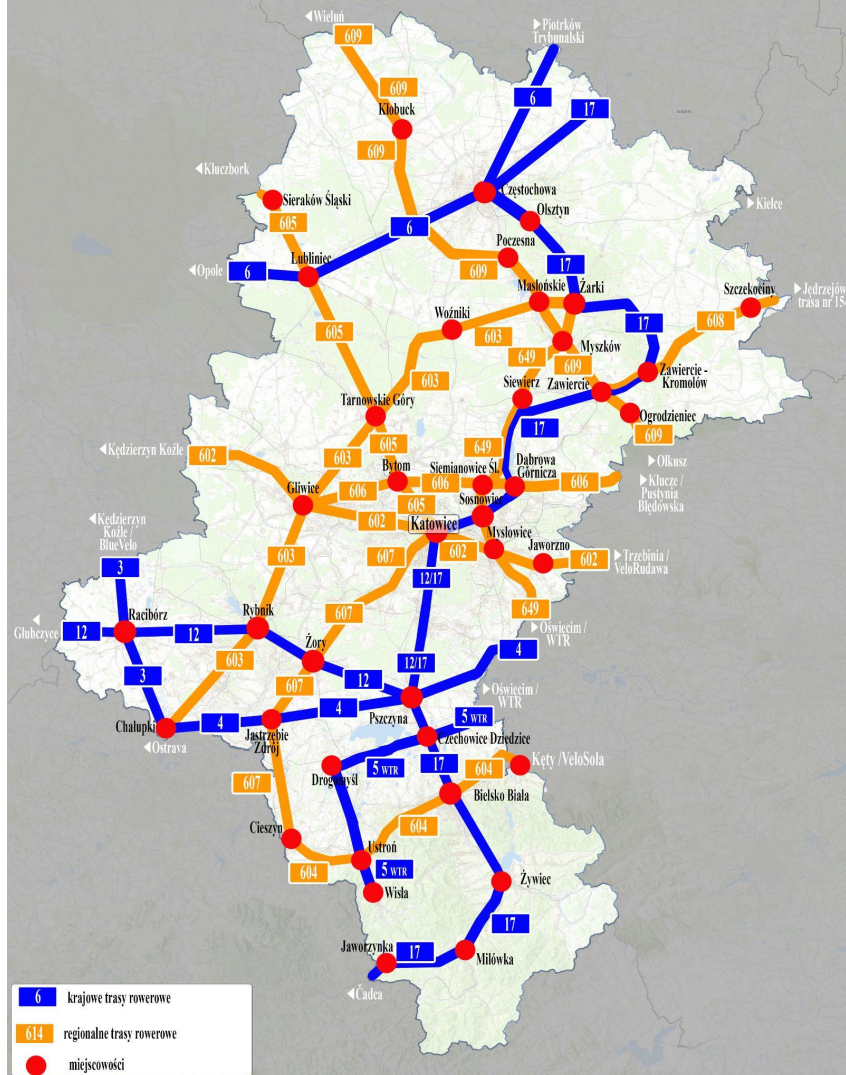 Wieluń
609
Piotrków
Trybunalski
609
6
17
Kłobuck
609
Kluczbork
Sieraków Śląski
Częstochowa
Kielce
605
Olsztyn
6
Poczesna
Lubliniec
Opole
6
609
17
Masłońskie
Żarki
Szczekociny
Jędrzejów
trasa nr 15
Woźniki
608
605
603
17
649
Myszków
609
603
Siewierz
Zawiercie
Zawiercie -
Kromołów
Tarnowskie Góry
Ogrodzieniec
17
609
605
649
Kędzierzyn Koźle
602
603
Bytom
Siemianowice Śl.
Dąbrowa
Górnicza
Olkusz
606
606
606
Klucze /
Pustynia
Błędówska
Gliwice
605
Sosnowiec
602
Katowice
Kędzierzyn
Koźle /
BlueVelo
Mysłowice
607
602
Jaworzno
602
Trzebinia /
VeloRudawa
603
3
12/17
649
Racibórz
Rybnik
607
Głubczyce
12
12
Oświęcim /
WTR
Żory
4
603
12/17
3
12
607
Oświęcim /
WTR
Pszczyna
Chałupki
4
4
5 WTR
Jastrzębie
Zdrój
Czechowice Dziedzice
Ostrava
5 WTR
17
604
Kęty /VeloSoła
607
Drogomyśl
Bielsko Biała
604
Cieszyn
Ustroń
604
5 WTR
Żywiec
Wisła
17
Jaworzynka
17
Milówka
Čadca
6
krajowe trasy rowerowe
614
regionalne trasy rowerowe
miejscowości